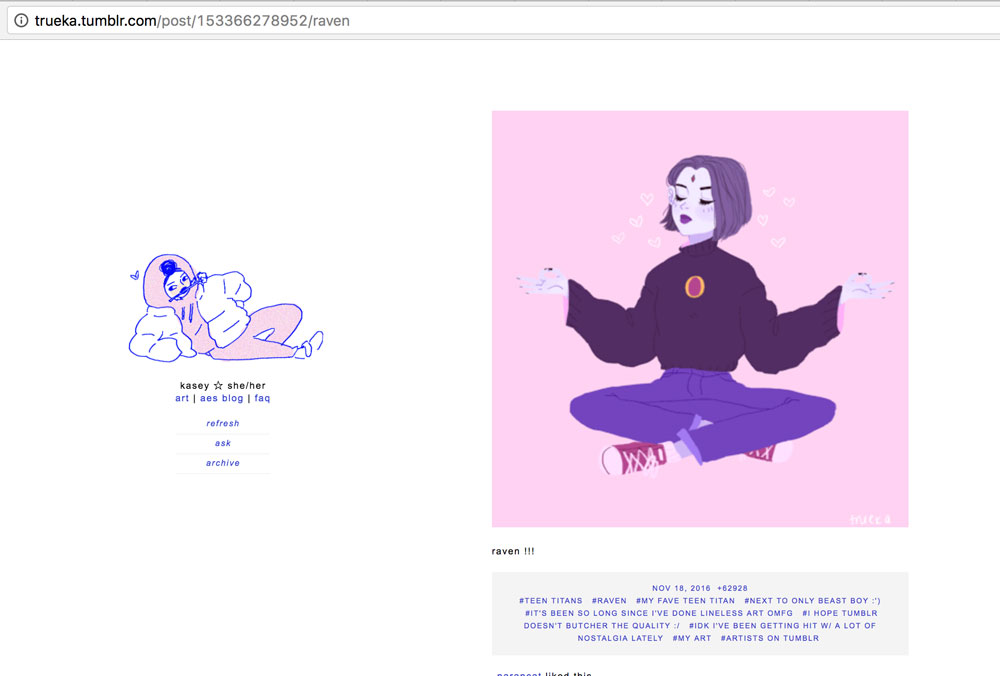 trueka.tumblr.com/post/153366278952/raven
kasey ☆ she/her
art | aes blog | faq
refresh
ask
archive
raven !!!
NOV 18, 2016 +62928
#TEEN TITANS #RAVEN #MY FAVE TEEN TITAN #NEXT TO ONLY BEAST BOY :')
#IT'S BEEN SO LONG SINCE I'VE DONE LINELESS ART OMFG #I HOPE TUMBLR
DOESN'T BUTCHER THE QUALITY :/ #IDK I'VE BEEN GETTING HIT W/ A LOT OF
NOSTALGIA LATELY #MY ART #ARTISTS ON TUMBLR
liked this